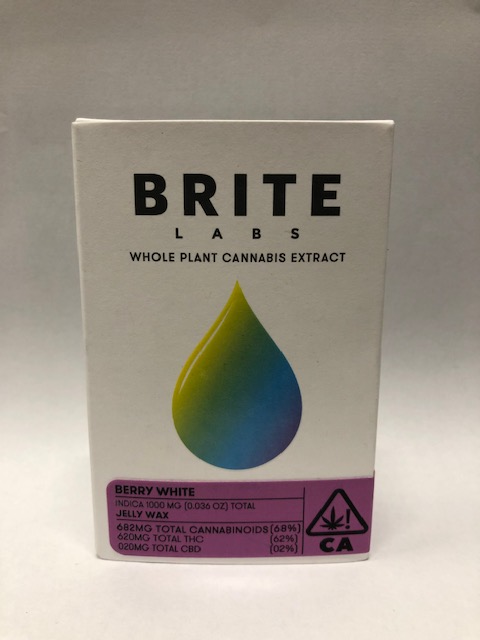 BRITE
LABS
WHOLE PLANT CANNABIS EXTRACT
BERRY WHITE
INDICA 1000 MG (0.036 OZ) TOTAL
JELLY WAX
682MG TOTAL CANNABINOIDS (68%)
620MG TOTAL THC (62%)
020MG TOTAL CBD (02%)
!
CA